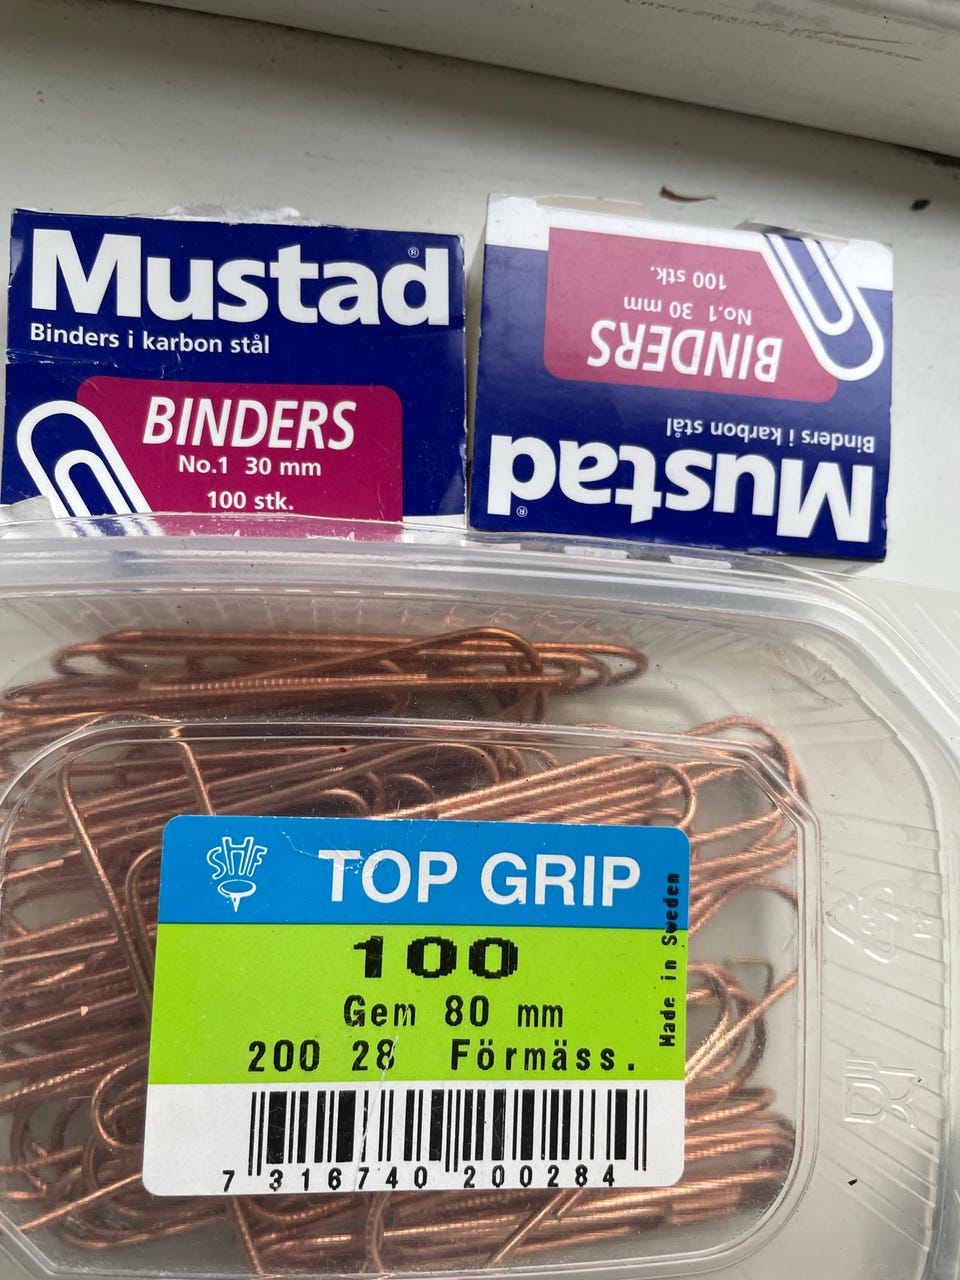 Mustad®
Binders i karbon stål
BINDERS
No.1 30 mm
100 stk.
Mustad®
Binders i karbon stål
BINDERS
No.1 30 mm
100 stk.
SHF
TOP GRIP
100
Gem 80 mm
200 28 Förmäss.
Made in Sweden
7 316740 200284